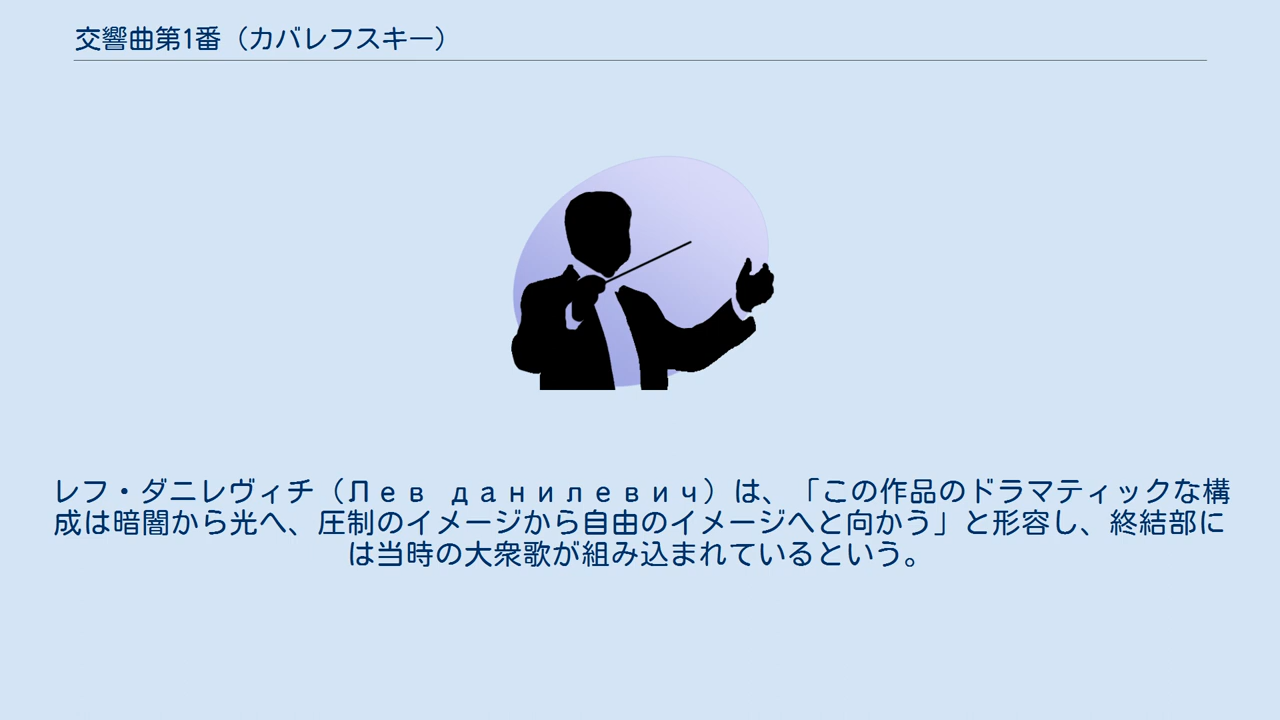 交響曲第1番（カバレフスキー）
レフ・ダニレヴィチ（Лев данилевич）は、「この作品のドラマティックな構
成は暗闇から光へ、圧制のイメージから自由のイメージへと向かう」と形容し、終結部に
は当時の大衆歌が組み込まれているという。